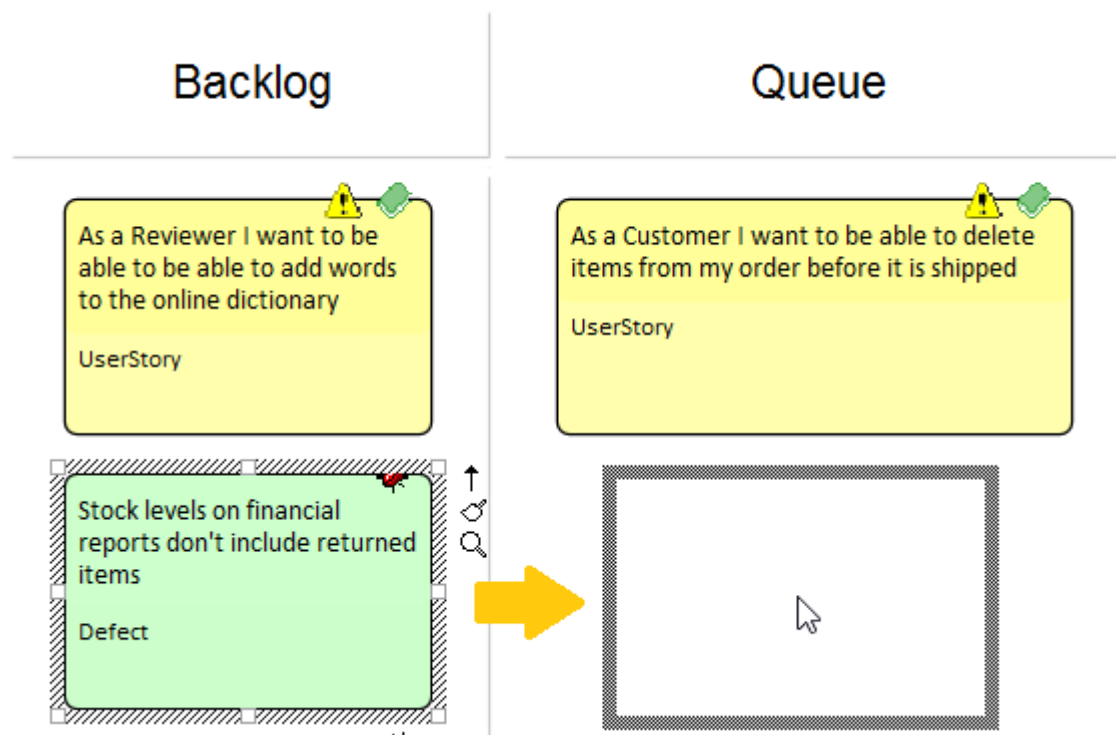 Backlog
Queue
As a Reviewer I want to be
able to be able to add words
to the online dictionary
UserStory
As a Customer I want to be able to delete
items from my order before it is shipped
UserStory
Stock levels on financial
reports don't include returned
items
Defect